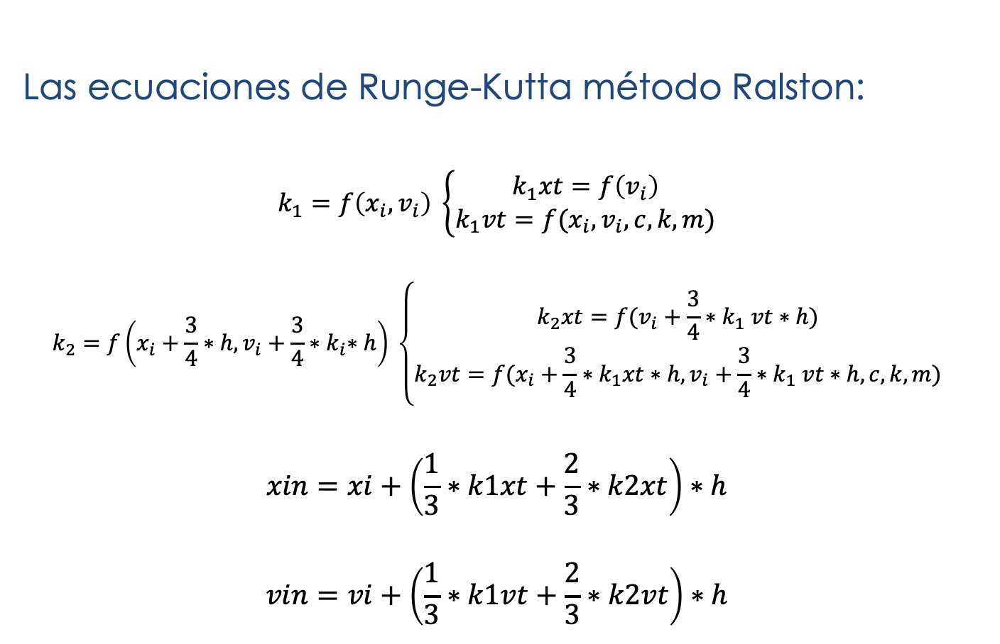 Las ecuaciones de Runge-Kutta método Ralston:
k₁ = f(xᵢ, vᵢ) { k₁xt = f(vᵢ)
k₁vt = f(xᵢ, vᵢ, c, k, m)
k₂ = f(xᵢ + 3/4 * h, vᵢ + 3/4 * kᵢ * h) { k₂xt = f(vᵢ + 3/4 * k₁ vt * h)
k₂vt = f(xᵢ + 3/4 * k₁xt * h, vᵢ + 3/4 * k₁ vt * h, c, k, m)
xin = xi + (1/3 * k1xt + 2/3 * k2xt) * h
vin = vi + (1/3 * k1vt + 2/3 * k2vt) * h